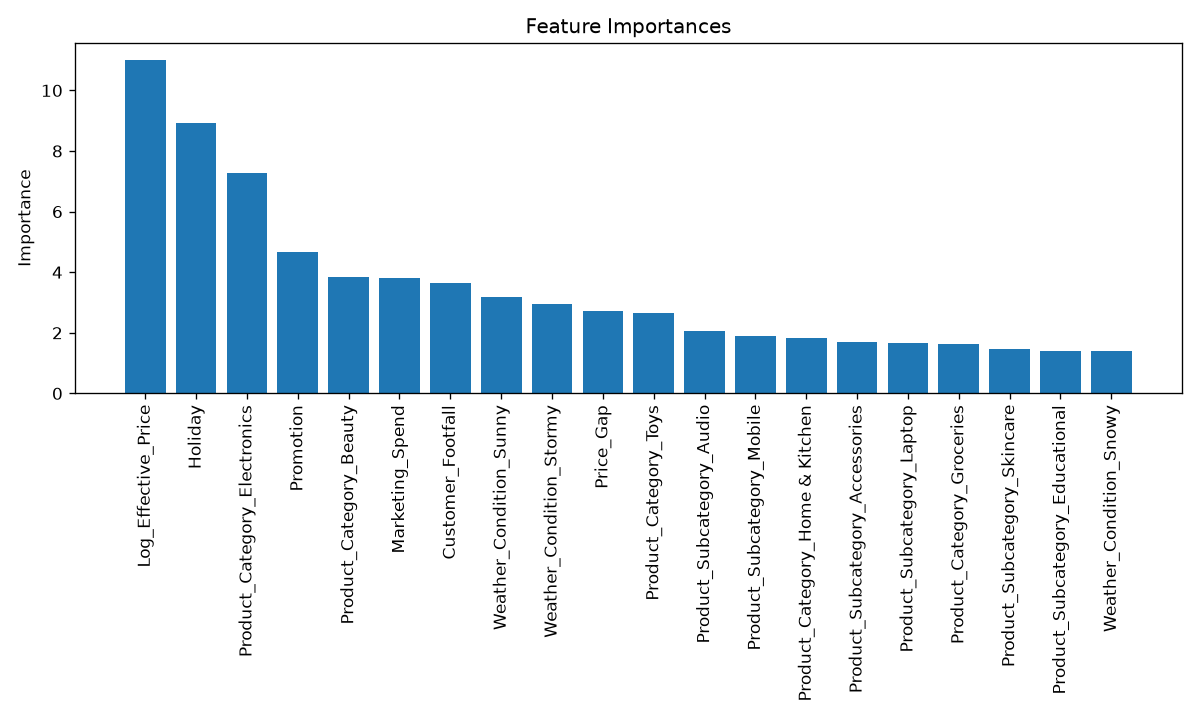 Feature Importances
Importance
10
8
6
4
2
0
Log_Effective_Price
Holiday
Product_Category_Electronics
Promotion
Product_Category_Beauty
Marketing_Spend
Customer_Footfall
Weather_Condition_Sunny
Weather_Condition_Stormy
Price_Gap
Product_Category_Toys
Product_Subcategory_Audio
Product_Subcategory_Mobile
Product_Category_Home & Kitchen
Product_Subcategory_Accessories
Product_Subcategory_Laptop
Product_Category_Groceries
Product_Subcategory_Skincare
Product_Subcategory_Educational
Weather_Condition_Snowy